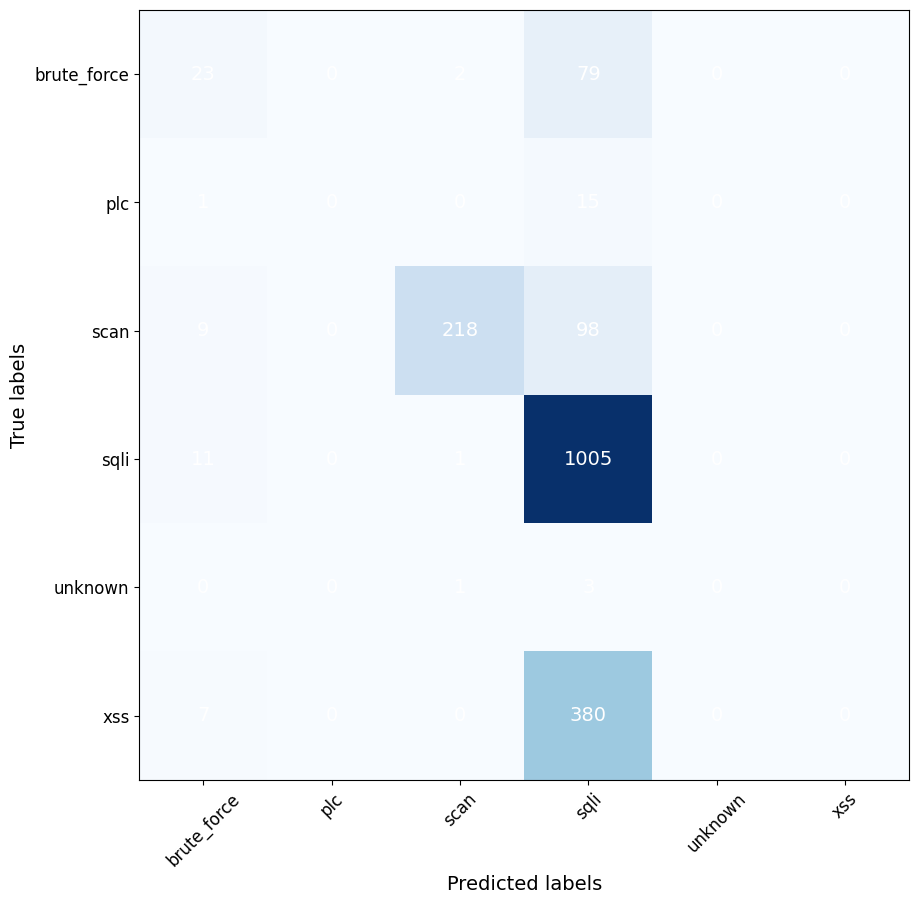 brute_force 23 0 2 79 0 0
plc 1 0 0 15 0 0
scan 9 0 218 98 0 0
sqli 11 0 1 1005 0 0
unknown 0 0 1 3 0 0
xss 7 0 0 380 0 0
True labels
brute_force plc scan sqli unknown xss
Predicted labels